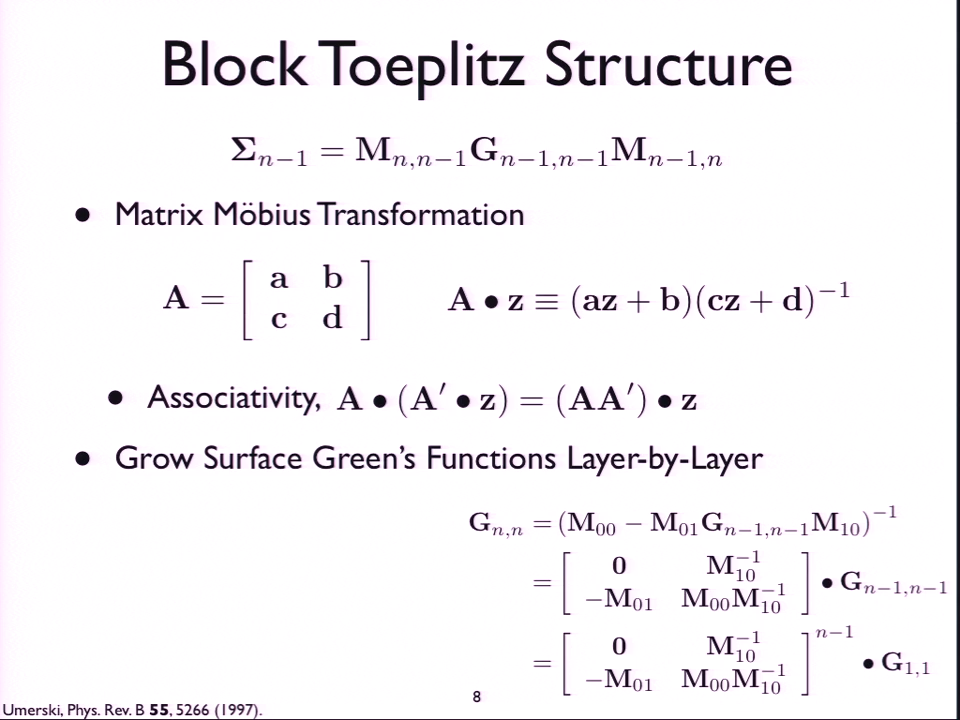 Block Toeplitz Structure
Σ_{n−1} = M_{n,n−1}G_{n−1,n−1}M_{n−1,n}
• Matrix Möbius Transformation
A = [ a b ; c d ]    A • z ≡ (az + b)(cz + d)^{−1}
• Associativity, A • (A′ • z) = (AA′) • z
• Grow Surface Green's Functions Layer-by-Layer
G_{n,n} = (M_{00} − M_{01}G_{n−1,n−1}M_{10})^{−1}
= [ 0 M_{10}^{−1} ; −M_{01} M_{00}M_{10}^{−1} ] • G_{n−1,n−1}
= [ 0 M_{10}^{−1} ; −M_{01} M_{00}M_{10}^{−1} ]^{n−1} • G_{1,1}
8
Umerski, Phys. Rev. B 55, 5266 (1997).